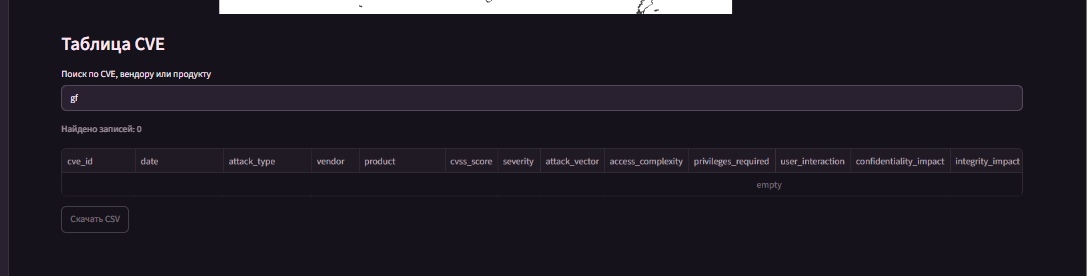 Таблица CVE
Поиск по CVE, вендору или продукту
gf
Найдено записей: 0
cve_id date attack_type vendor product cvss_score severity attack_vector access_complexity privileges_required user_interaction confidentiality_impact integrity_impact
empty
Скачать CSV